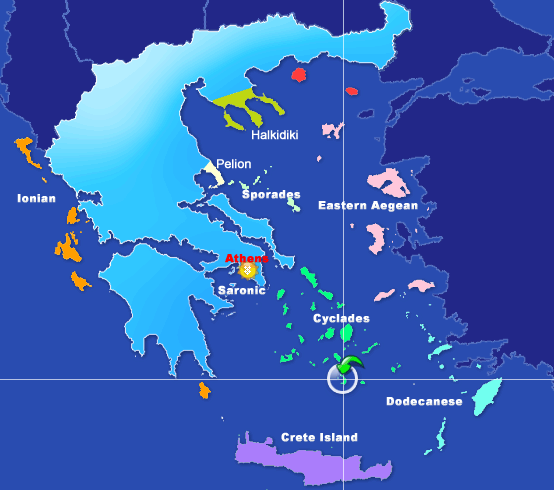 Halkidiki
Pelion
Sporades
Ionian
Eastern Aegean
Athens
Saronic
Cyclades
Dodecanese
Crete Island